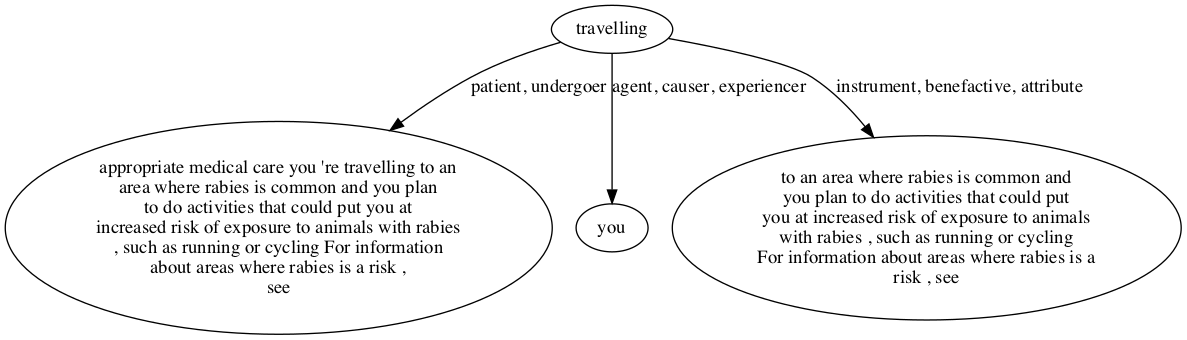 travelling
patient, undergoer
agent, causer, experiencer
instrument, benefactive, attribute
appropriate medical care you 're travelling to an
area where rabies is common and you plan
to do activities that could put you at
increased risk of exposure to animals with rabies
, such as running or cycling For information
about areas where rabies is a risk ,
see
you
to an area where rabies is common and
you plan to do activities that could put
you at increased risk of exposure to animals
with rabies , such as running or cycling
For information about areas where rabies is a
risk , see